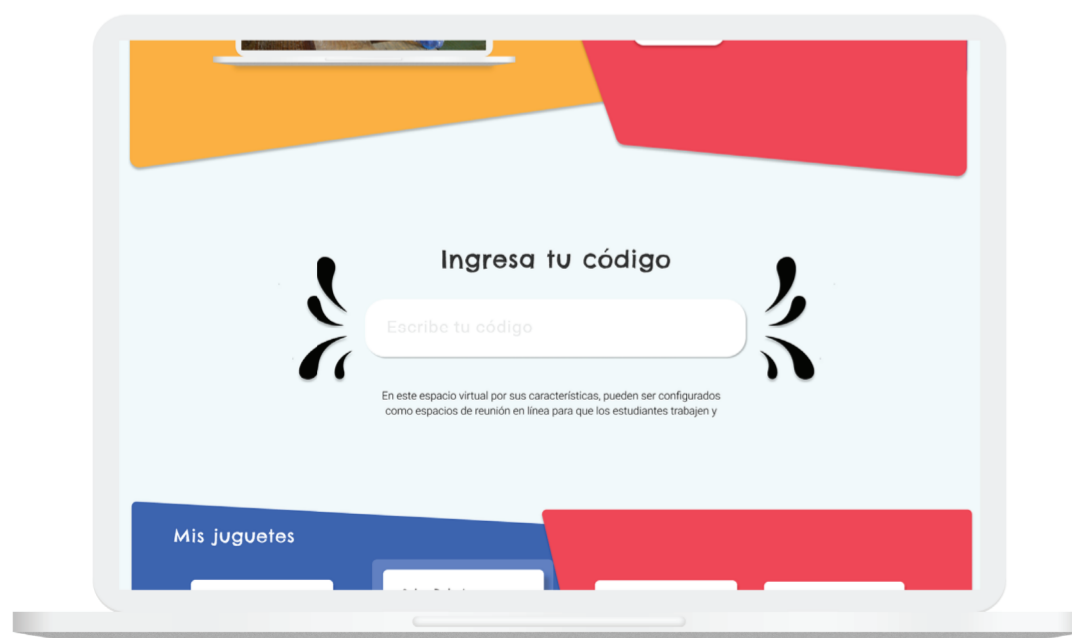 Ingresa tu código
Escribe tu código
En este espacio virtual por sus características, pueden ser configurados
como espacios de reunión en línea para que los estudiantes trabajen y
Mis juguetes